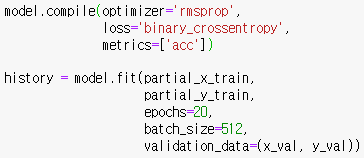 model.compile(optimizer='rmsprop',
              loss='binary_crossentropy',
              metrics=['acc'])

history = model.fit(partial_x_train,
                    partial_y_train,
                    epochs=20,
                    batch_size=512,
                    validation_data=(x_val, y_val))